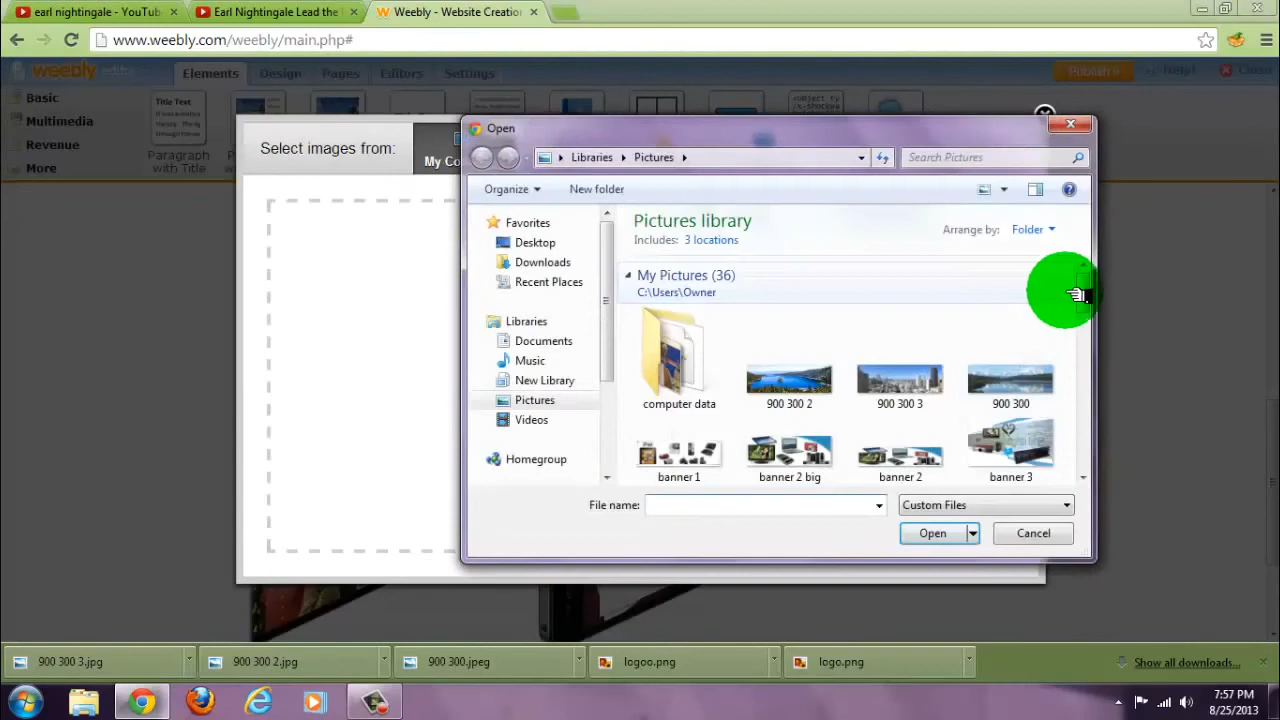 earl nightingale - YouTub
Earl Nightingale Lead the
Weebly - Website Creatio
www.weebly.com/weebly/main.php#
weebly
Elements
Design
Pages
Editors
Settings
Publish
Help!
Close
Basic
Multimedia
Revenue
More
Title Text
Paragraph
with Title
Select images from:
My Co
Open
Libraries
Pictures
Search Pictures
Organize
New folder
Favorites
Desktop
Downloads
Recent Places
Libraries
Documents
Music
New Library
Pictures
Videos
Homegroup
Pictures library
Includes: 3 locations
Arrange by: Folder
My Pictures (36)
C:\Users\Owner
computer data
900 300 2
900 300 3
900 300
banner 1
banner 2 big
banner 2
banner 3
File name:
Custom Files
Open
Cancel
900 300 3.jpg
900 300 2.jpg
900 300.jpeg
logoo.png
logo.png
Show all downloads...
7:57 PM
8/25/2013